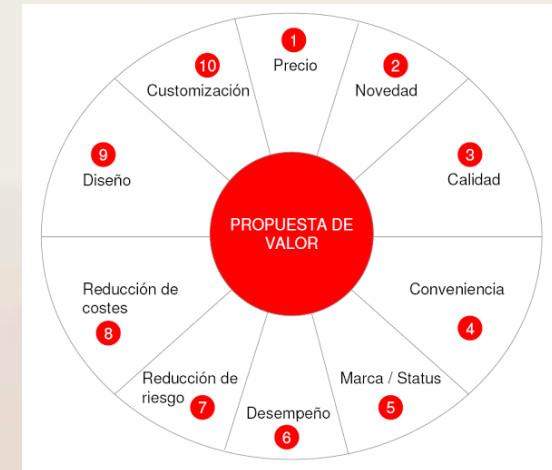 1
Precio
2
Novedad
3
Calidad
Conveniencia
4
Marca / Status
5
Desempeño
6
Reducción de
riesgo
7
Reducción de
costes
8
9
Diseño
10
Customización
PROPUESTA DE
VALOR